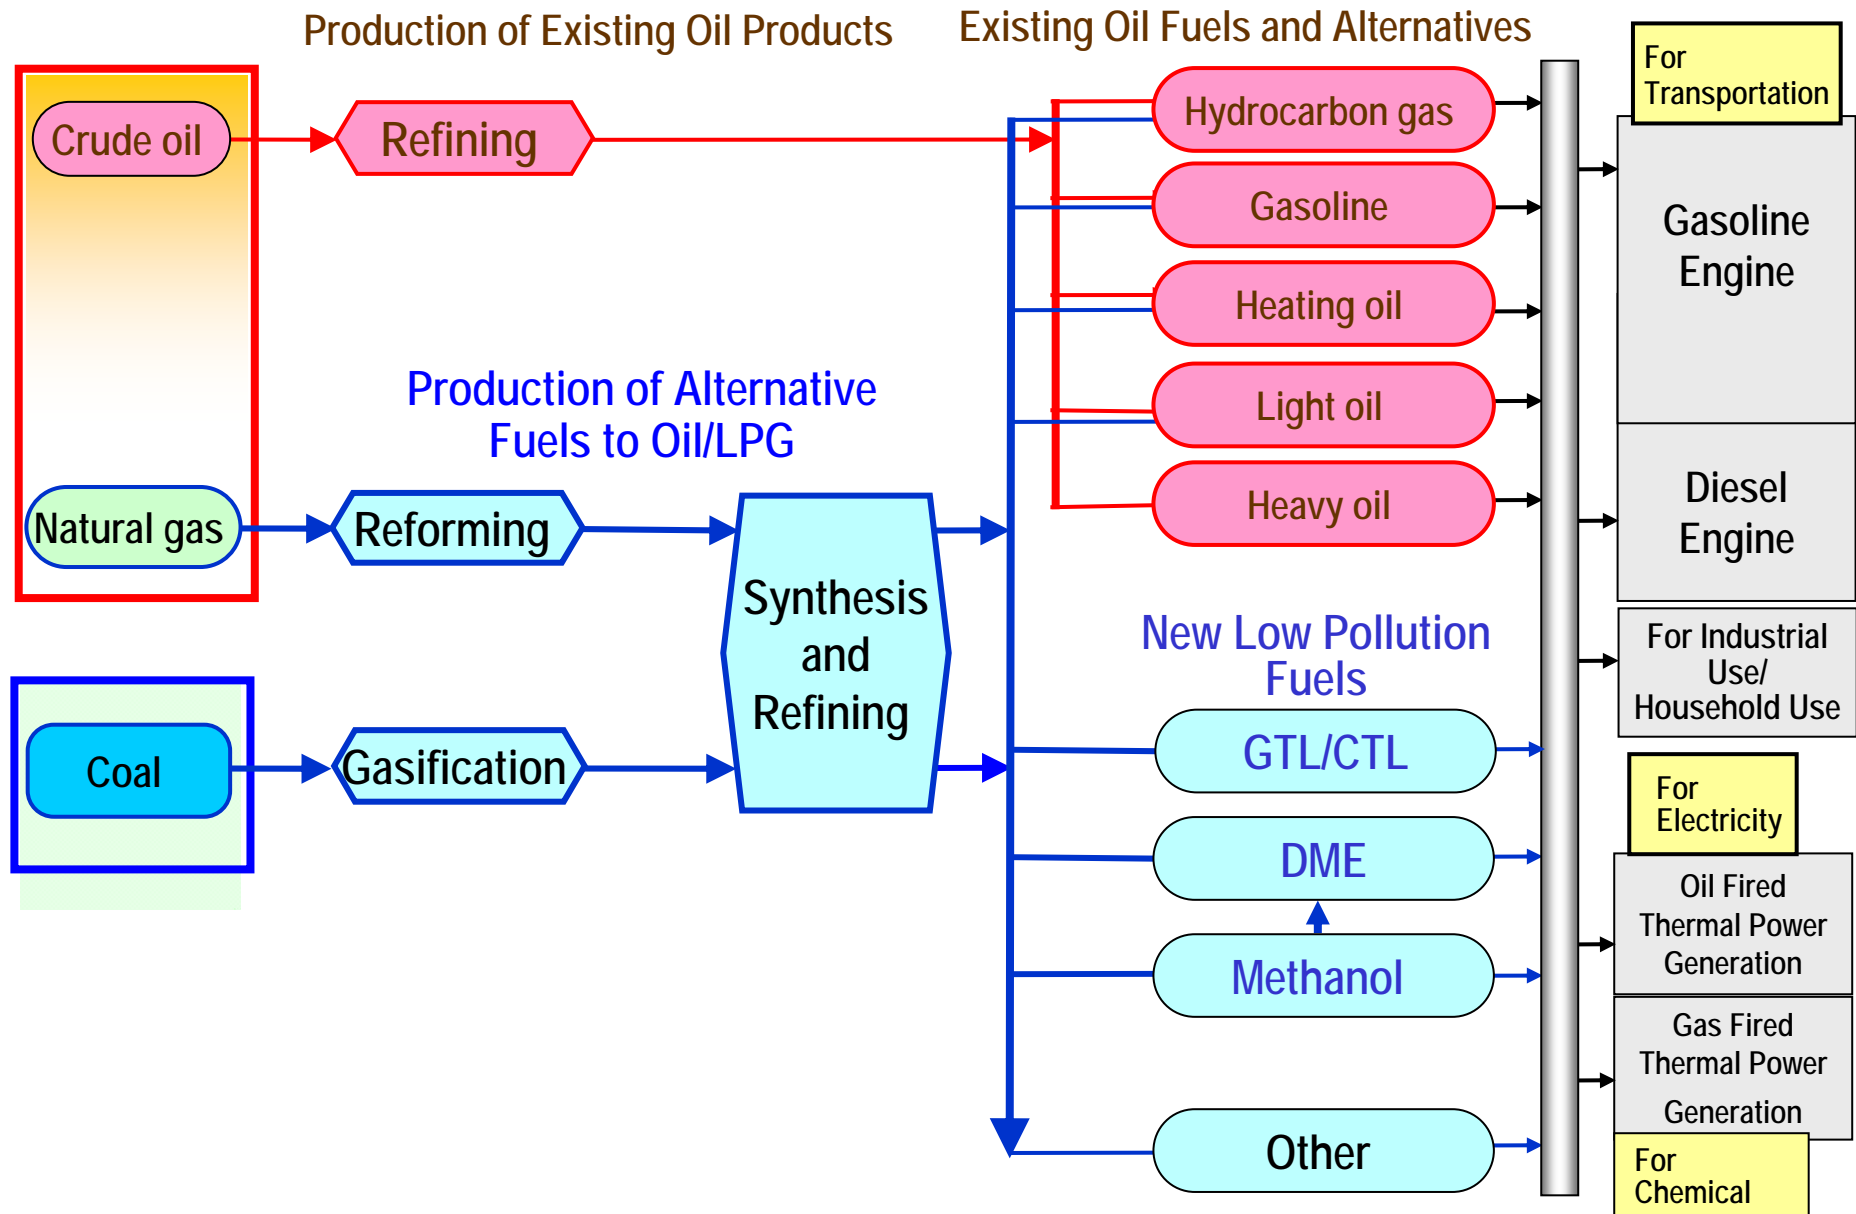 Production of Existing Oil Products
Existing Oil Fuels and Alternatives
Crude oil
Refining
Natural gas
Production of Alternative
Fuels to Oil/LPG
Reforming
Synthesis
and
Refining
Coal
Gasification
Hydrocarbon gas
Gasoline
Heating oil
Light oil
Heavy oil
New Low Pollution
Fuels
GTL/CTL
DME
Methanol
Other
For
Transportation
Gasoline
Engine
Diesel
Engine
For Industrial
Use/
Household Use
For
Electricity
Oil Fired
Thermal Power
Generation
Gas Fired
Thermal Power
Generation
For
Chemical